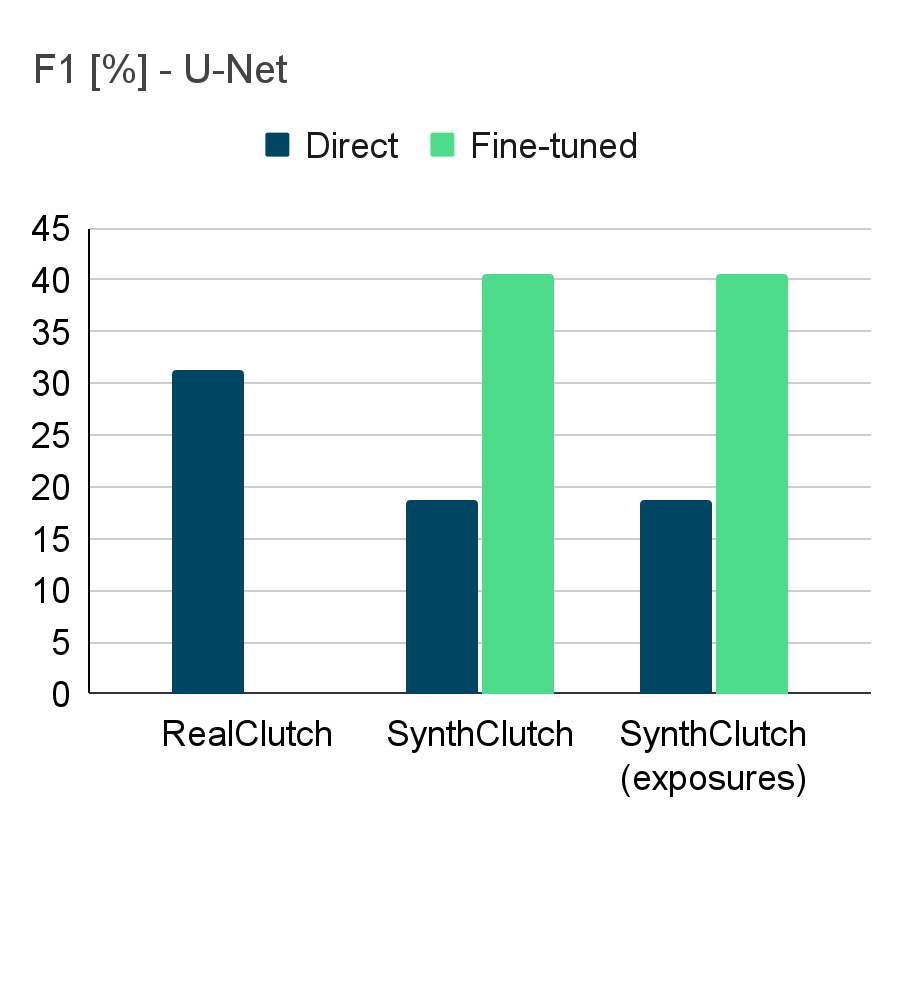 F1 [%] - U-Net
Direct Fine-tuned
45
40
35
30
25
20
15
10
5
0
RealClutch SynthClutch SynthClutch
(exposures)